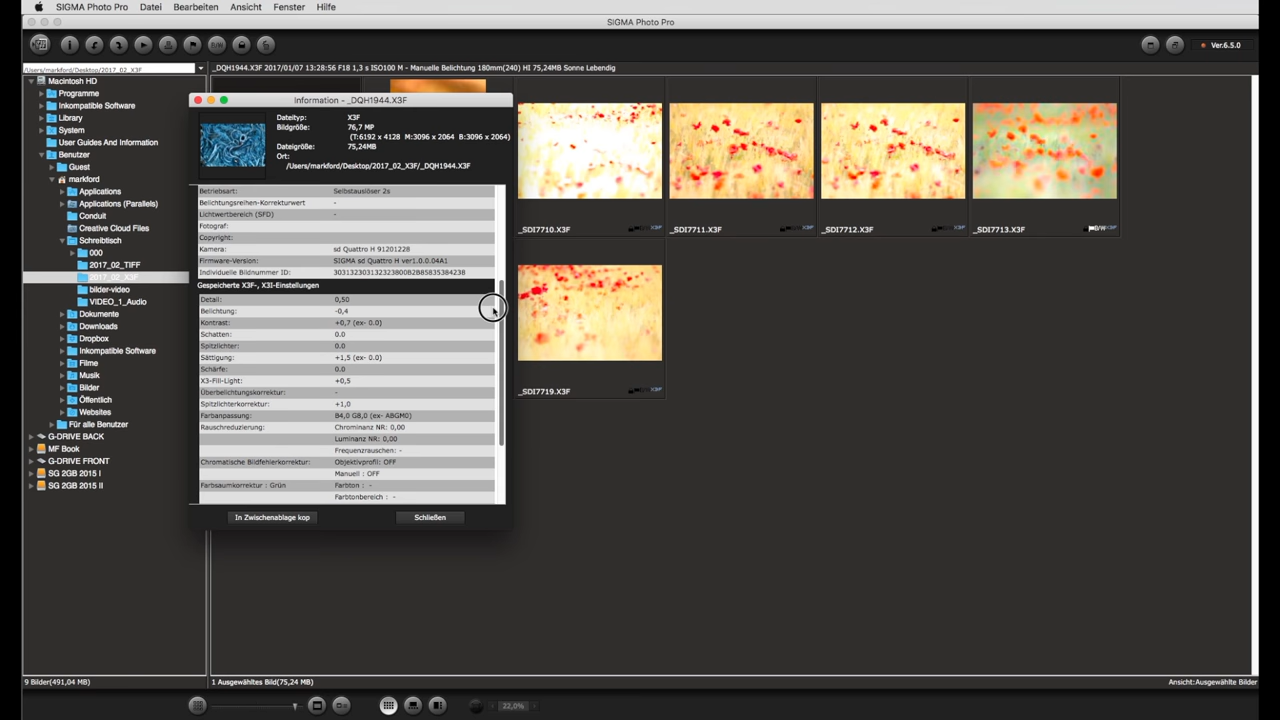 SIGMA Photo Pro Datei Bearbeiten Ansicht Fenster Hilfe
SIGMA Photo Pro
B/W
Ver.6.5.0
/Users/markford/Desktop/2017_02_X3F
_DQH1944.X3F 2017/01/07 13:28:56 F18 1,3 s ISO100 M - Manuelle Belichtung 180mm(240) HI 75,24MB Sonne Lebendig
Macintosh HD
Programme
Inkompatible Software
Library
System
User Guides And Information
Benutzer
Guest
markford
Applications
Applications (Parallels)
Conduit
Creative Cloud Files
Schreibtisch
000
2017_02_TIFF
2017_02_X3F
bilder-video
VIDEO_1_Audio
Dokumente
Downloads
Dropbox
Inkompatible Software
Filme
Musik
Bilder
Öffentlich
Websites
Für alle Benutzer
G-DRIVE BACK
MF Book
G-DRIVE FRONT
SG 2GB 2015 I
SG 2GB 2015 II
Information - _DQH1944.X3F
Dateityp: X3F
Bildgröße: 76,7 MP
(T:6192 x 4128 M:3096 x 2064 B:3096 x 2064)
Dateigröße: 75,24MB
Ort:
/Users/markford/Desktop/2017_02_X3F/_DQH1944.X3F
Betriebsart: Selbstauslöser 2s
Belichtungsreihen-Korrekturwert -
Lichtwertbereich (SFD) -
Fotograf:
Copyright:
Kamera: sd Quattro H 91201228
Firmware-Version: SIGMA sd Quattro H ver1.0.0.04A1
Individuelle Bildnummer ID: 303132303132323800B2B85835384238
Gespeicherte X3F-, X3I-Einstellungen
Detail: 0,50
Belichtung: -0,4
Kontrast: +0,7 (ex- 0.0)
Schatten: 0.0
Spitzlichter: 0.0
Sättigung: +1,5 (ex- 0.0)
Schärfe: 0.0
X3-Fill-Light: +0,5
Überbelichtungskorrektur: -
Spitzlichterkorrektur: +1,0
Farbanpassung: B4,0 G8,0 (ex- ABGM0)
Rauschreduzierung: Chrominanz NR: 0,00
Luminanz NR: 0,00
Frequenzrauschen: -
Chromatische Bildfehlerkorrektur: Objektivprofil: OFF
Manuell : OFF
Farbsaumkorrektur : Grün Farbton : -
Farbtonbereich : -
In Zwischenablage kop Schließen
_SDI7710.X3F X3F
_SDI7711.X3F X3F
_SDI7712.X3F X3F
_SDI7713.X3F B/W X3F
_SDI7719.X3F X3F
9 Bilder(491,04 MB)
1 Ausgewähltes Bild(75,24 MB)
Ansicht:Ausgewählte Bilder
22,0%